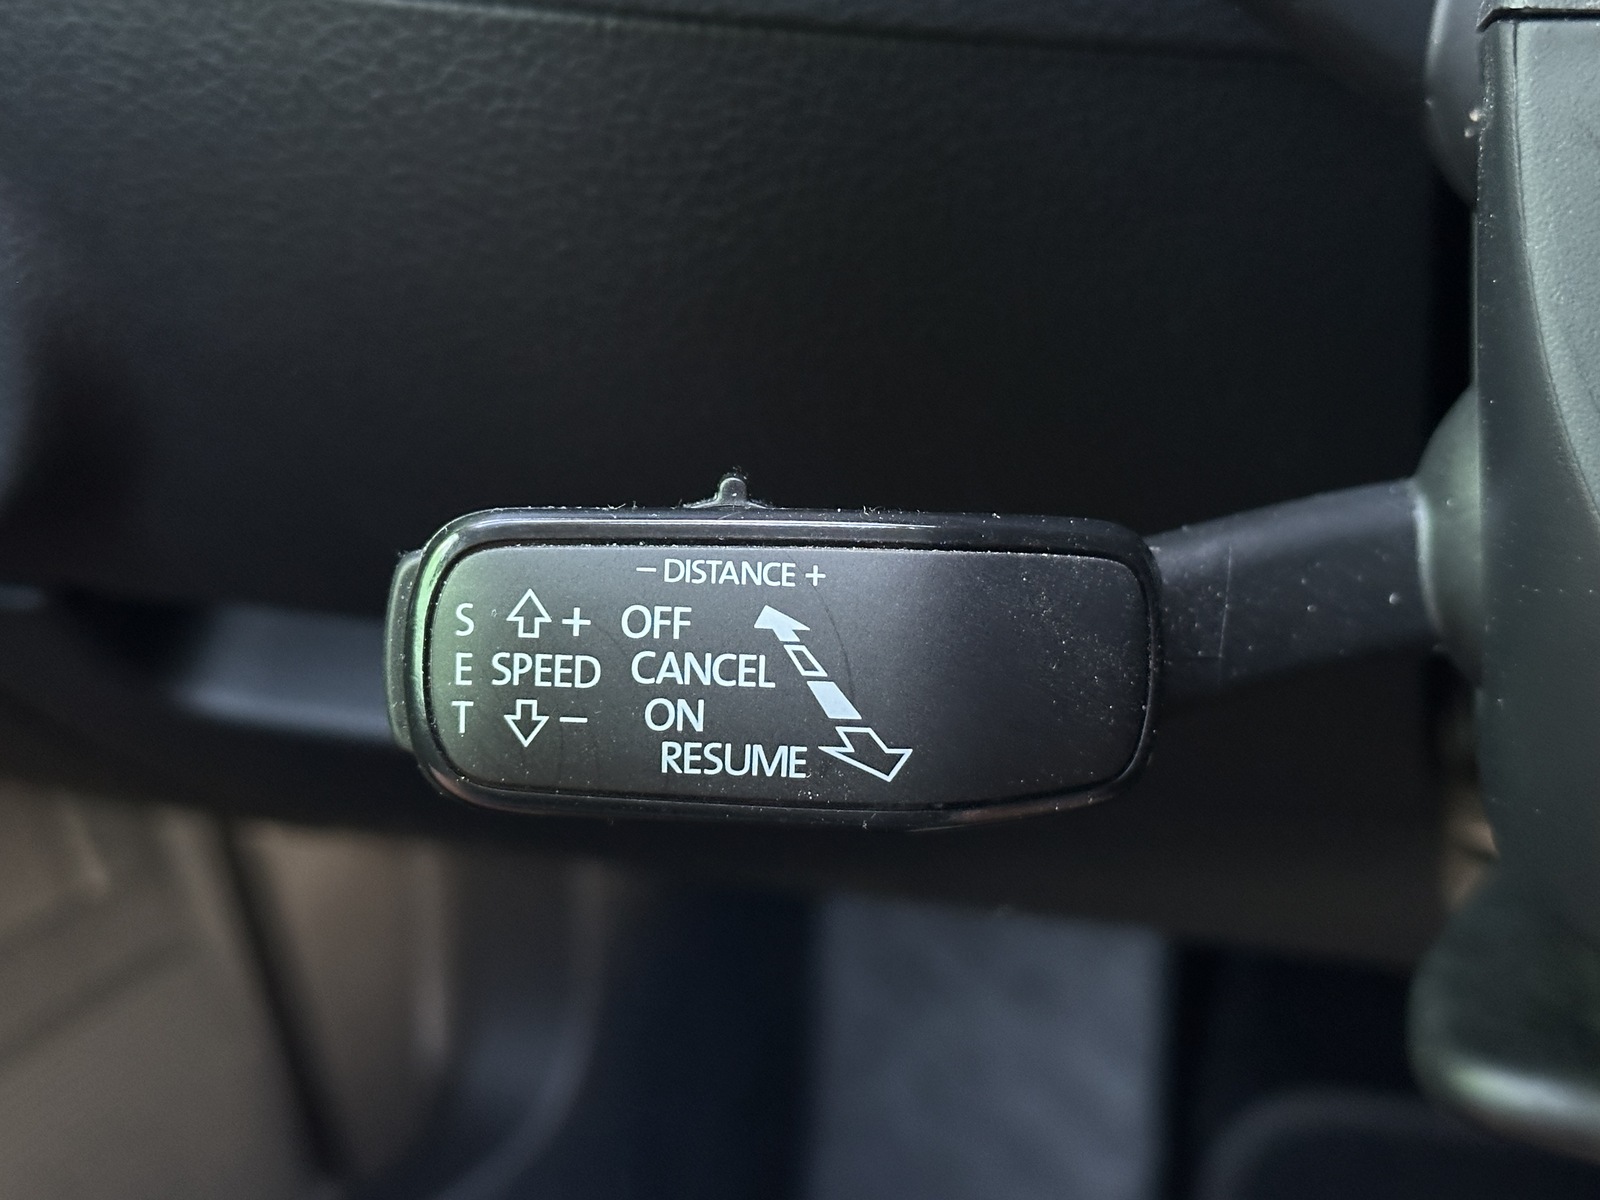 − DISTANCE +
S + OFF
E SPEED CANCEL
T − ON
RESUME